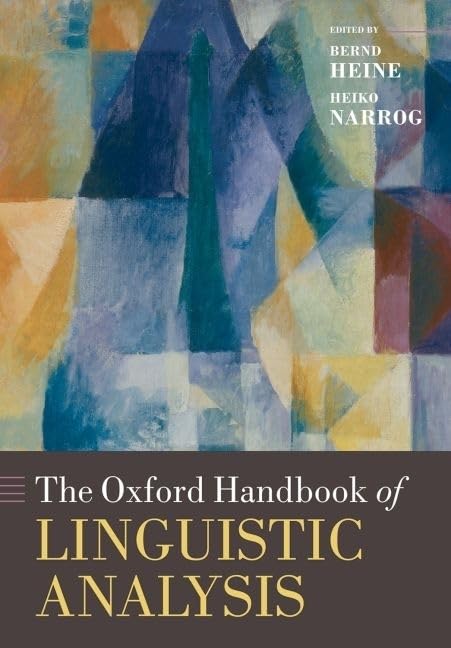 EDITED BY
BERND
HEINE
HEIKO
NARROG
The Oxford Handbook of
LINGUISTIC
ANALYSIS